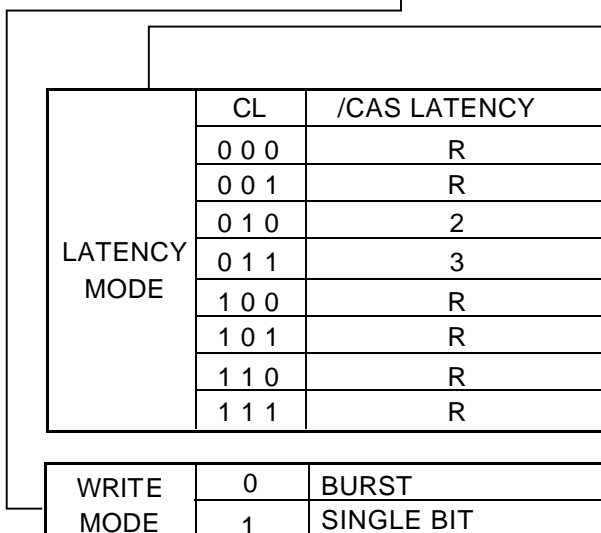 CL /CAS LATENCY
0 0 0 R
0 0 1 R
0 1 0 2
LATENCY MODE
0 1 1 3
1 0 0 R
1 0 1 R
1 1 0 R
1 1 1 R
WRITE MODE
0 BURST
1 SINGLE BIT